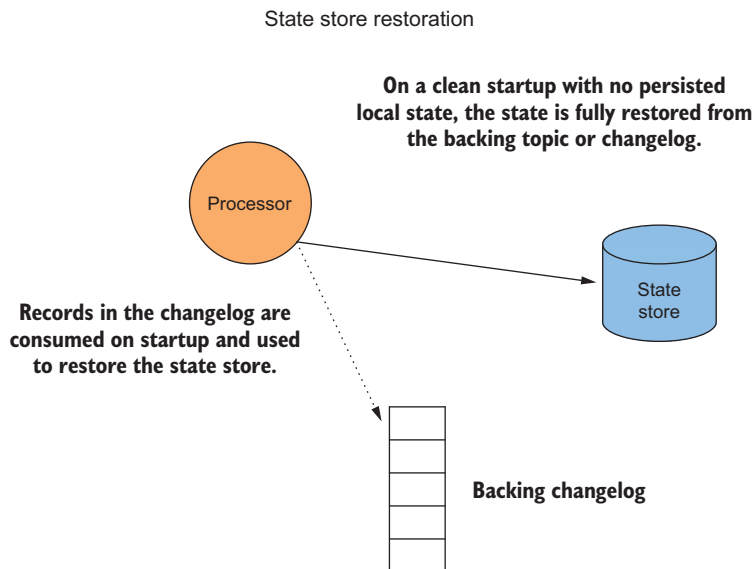 State store restoration
On a clean startup with no persisted
local state, the state is fully restored from
the backing topic or changelog.
Processor
State
store
Records in the changelog are
consumed on startup and used
to restore the state store.
Backing changelog